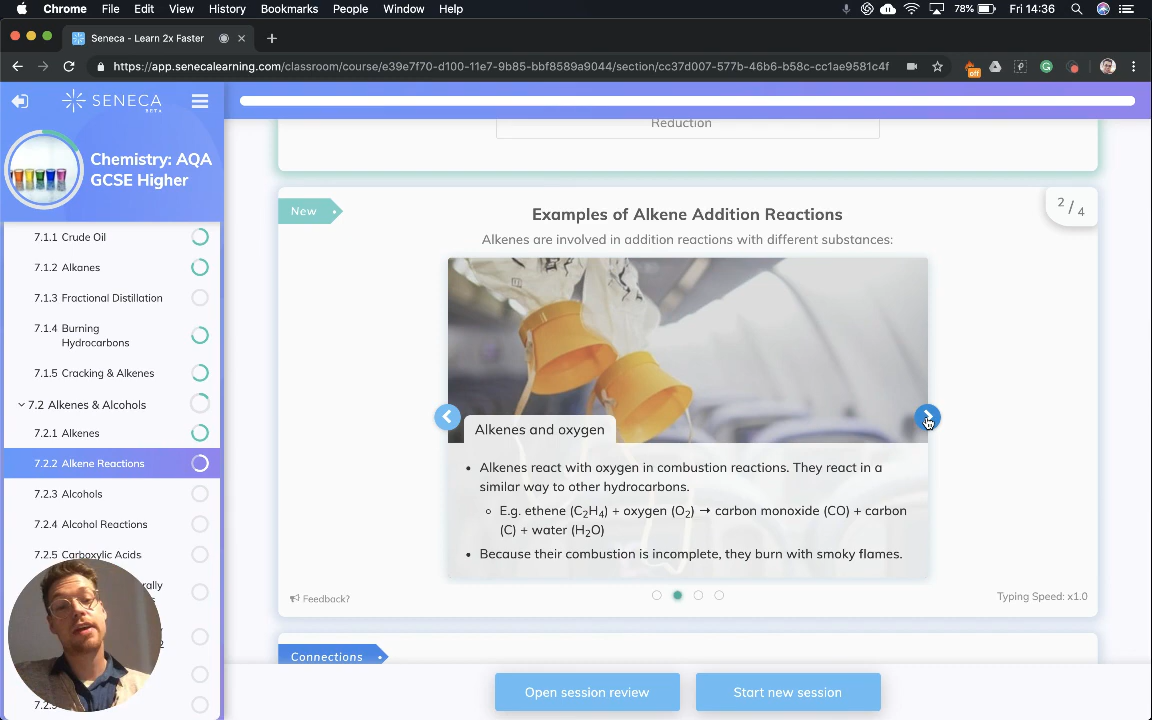 Chrome File Edit View History Bookmarks People Window Help 78% Fri 14:36
Seneca - Learn 2x Faster
https://app.senecalearning.com/classroom/course/e39e7f70-d100-11e7-9b85-bbf8589a9044/section/cc37d007-577b-46b6-b58c-cc1ae9581c4f
off
SENECA
BETA
Chemistry: AQA
GCSE Higher
7.1.1 Crude Oil
7.1.2 Alkanes
7.1.3 Fractional Distillation
7.1.4 Burning
Hydrocarbons
7.1.5 Cracking & Alkenes
7.2 Alkenes & Alcohols
7.2.1 Alkenes
7.2.2 Alkene Reactions
7.2.3 Alcohols
7.2.4 Alcohol Reactions
7.2.5 Carboxylic Acids
Reduction
New
2 / 4
Examples of Alkene Addition Reactions
Alkenes are involved in addition reactions with different substances:
Alkenes and oxygen
• Alkenes react with oxygen in combustion reactions. They react in a
similar way to other hydrocarbons.
E.g. ethene (C₂H₄) + oxygen (O₂) → carbon monoxide (CO) + carbon
(C) + water (H₂O)
• Because their combustion is incomplete, they burn with smoky flames.
Feedback?
Typing Speed: x1.0
Connections
Open session review
Start new session